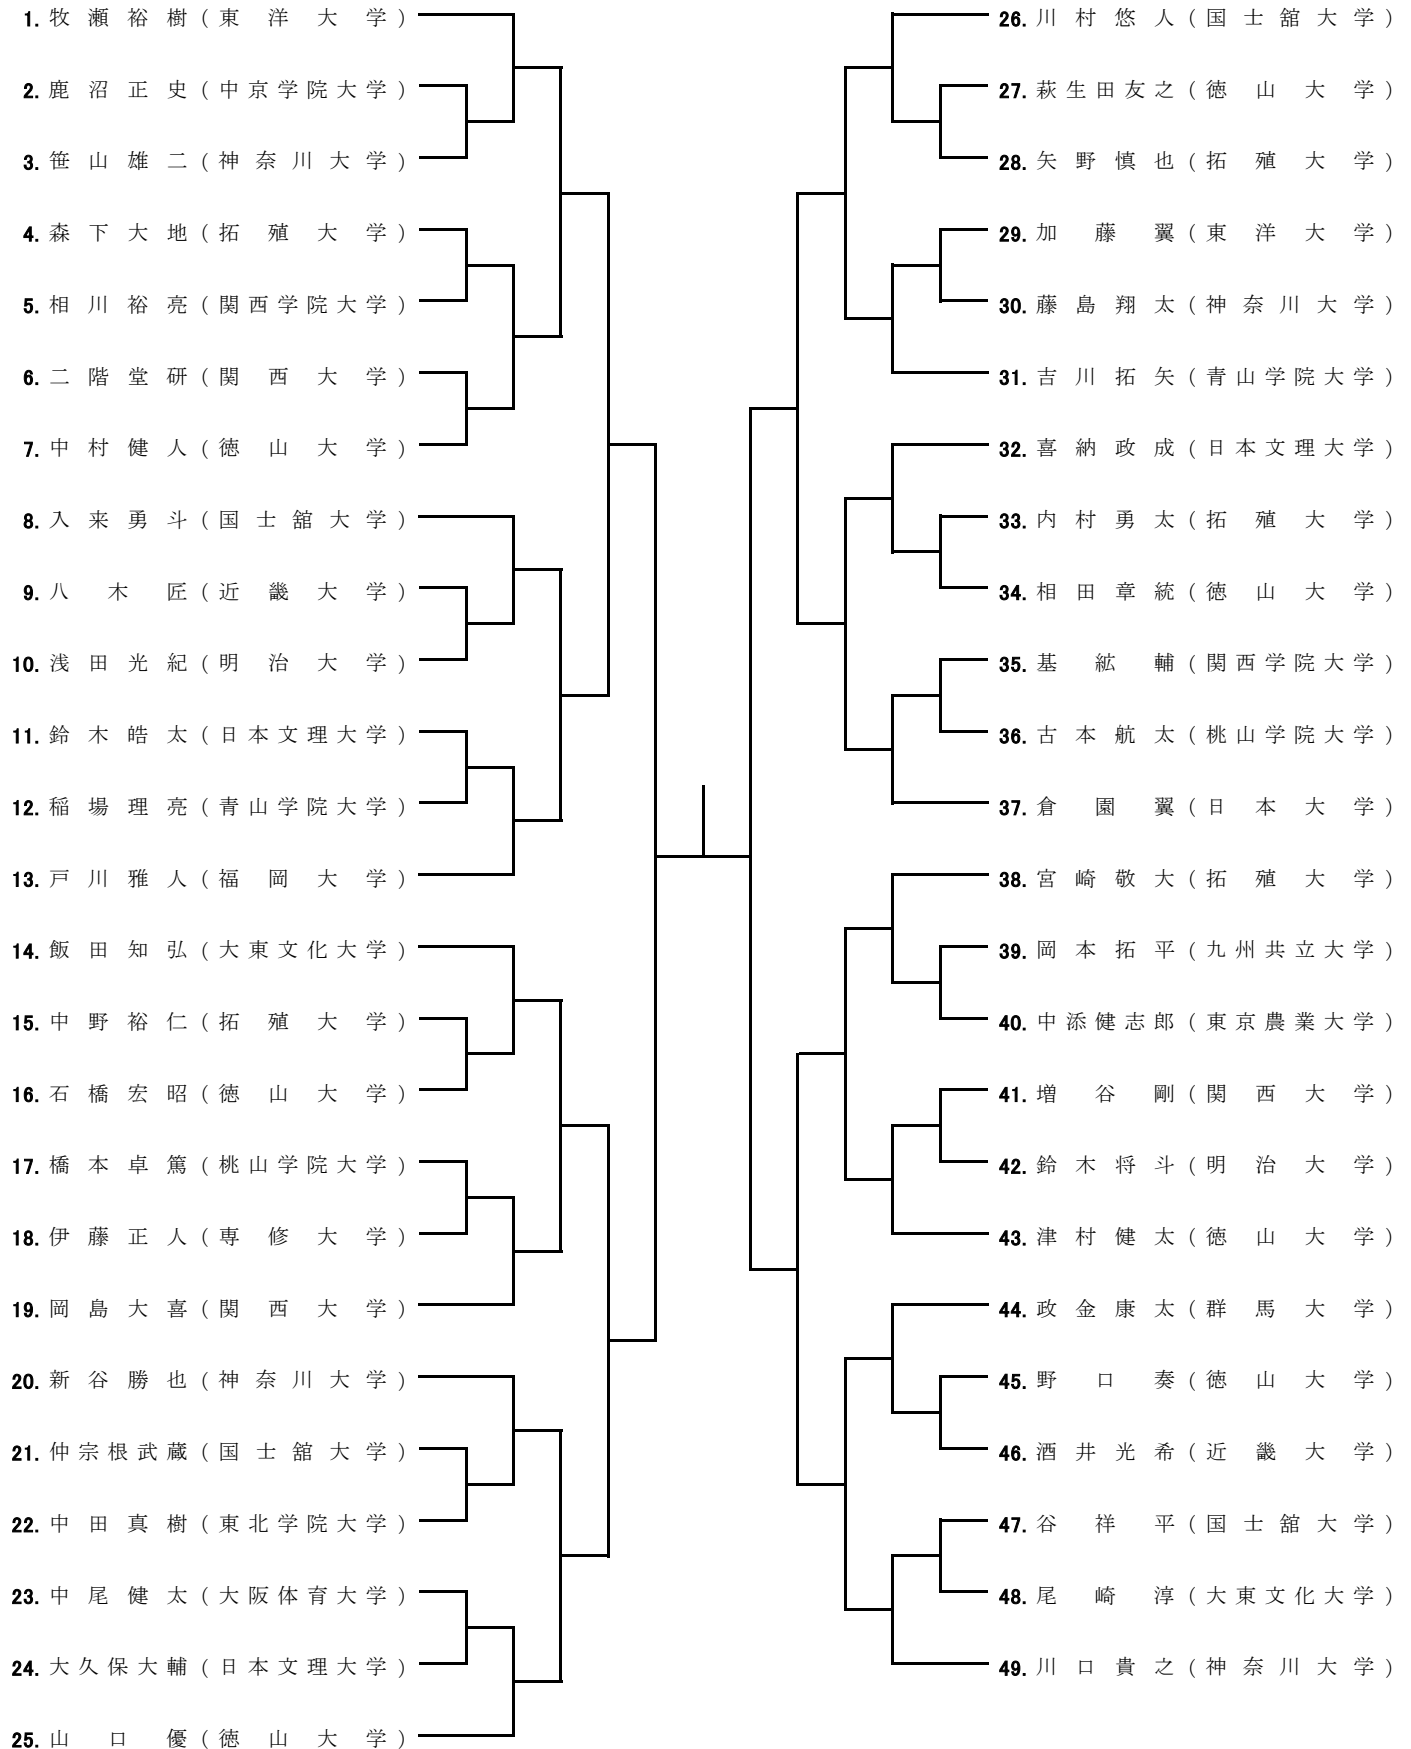 1. 牧瀬裕樹(東洋大学)
2. 鹿沼正史(中京学院大学)
3. 笹山雄二(神奈川大学)
4. 森下大地(拓殖大学)
5. 相川裕亮(関西学院大学)
6. 二階堂研(関西大学)
7. 中村健人(徳山大学)
8. 入来勇斗(国士舘大学)
9. 八木匠(近畿大学)
10. 浅田光紀(明治大学)
11. 鈴木皓太(日本文理大学)
12. 稲場理亮(青山学院大学)
13. 戸川雅人(福岡大学)
14. 飯田知弘(大東文化大学)
15. 中野裕仁(拓殖大学)
16. 石橋宏昭(徳山大学)
17. 橋本卓篤(桃山学院大学)
18. 伊藤正人(専修大学)
19. 岡島大喜(関西大学)
20. 新谷勝也(神奈川大学)
21. 仲宗根武蔵(国士舘大学)
22. 中田真樹(東北学院大学)
23. 中尾健太(大阪体育大学)
24. 大久保大輔(日本文理大学)
25. 山口優(徳山大学)
26. 川村悠人(国士舘大学)
27. 萩生田友之(徳山大学)
28. 矢野慎也(拓殖大学)
29. 加藤翼(東洋大学)
30. 藤島翔太(神奈川大学)
31. 吉川拓矢(青山学院大学)
32. 喜納政成(日本文理大学)
33. 内村勇太(拓殖大学)
34. 相田章統(徳山大学)
35. 基紘輔(関西学院大学)
36. 古本航太(桃山学院大学)
37. 倉園翼(日本大学)
38. 宮崎敬大(拓殖大学)
39. 岡本拓平(九州共立大学)
40. 中添健志郎(東京農業大学)
41. 増谷剛(関西大学)
42. 鈴木将斗(明治大学)
43. 津村健太(徳山大学)
44. 政金康太(群馬大学)
45. 野口奏(徳山大学)
46. 酒井光希(近畿大学)
47. 谷祥平(国士舘大学)
48. 尾崎淳(大東文化大学)
49. 川口貴之(神奈川大学)